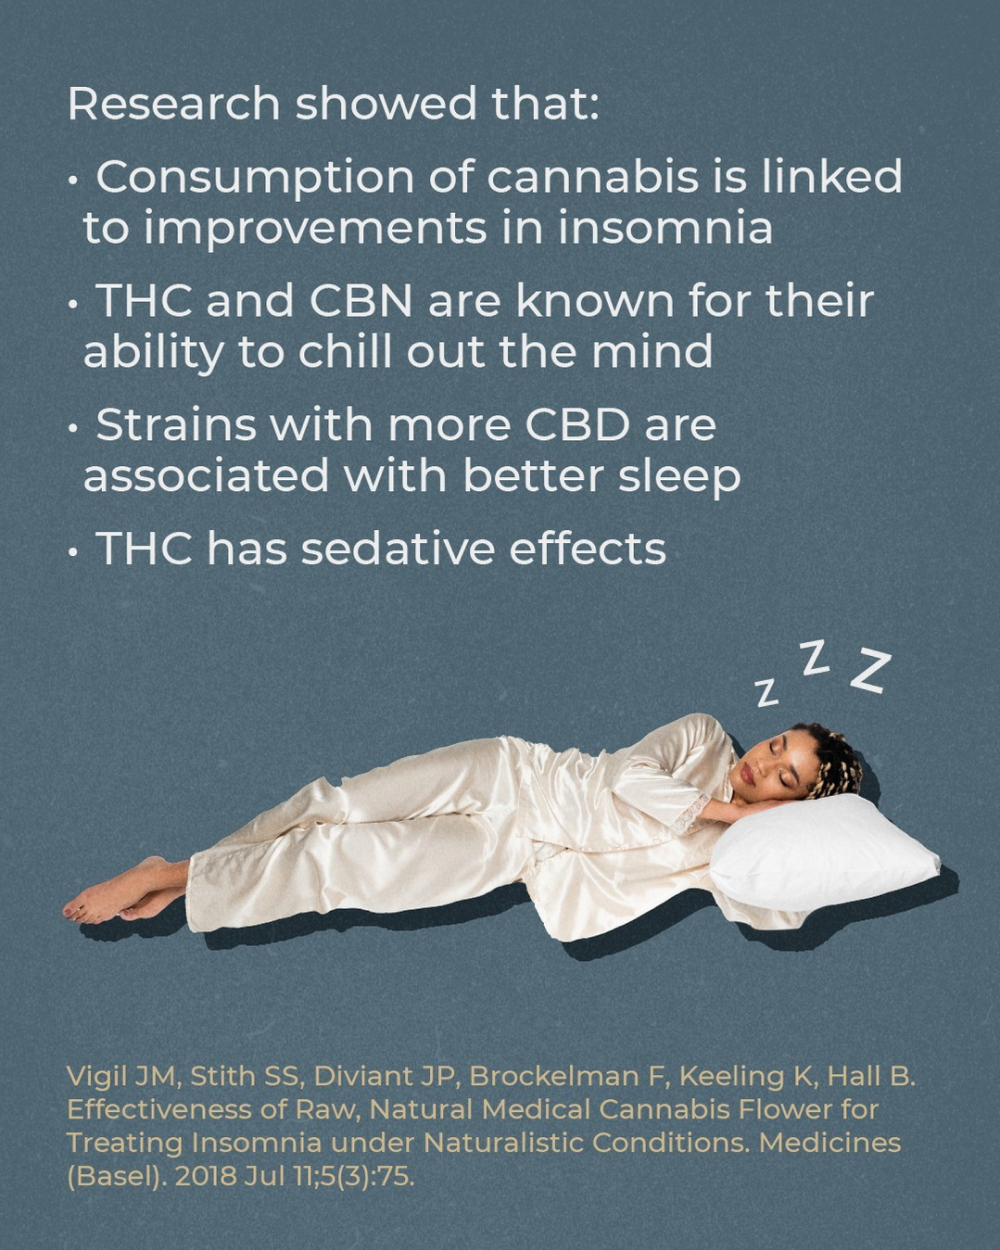 Research showed that:
• Consumption of cannabis is linked
to improvements in insomnia
• THC and CBN are known for their
ability to chill out the mind
• Strains with more CBD are
associated with better sleep
• THC has sedative effects
z z z
Vigil JM, Stith SS, Diviant JP, Brockelman F, Keeling K, Hall B.
Effectiveness of Raw, Natural Medical Cannabis Flower for
Treating Insomnia under Naturalistic Conditions. Medicines
(Basel). 2018 Jul 11;5(3):75.